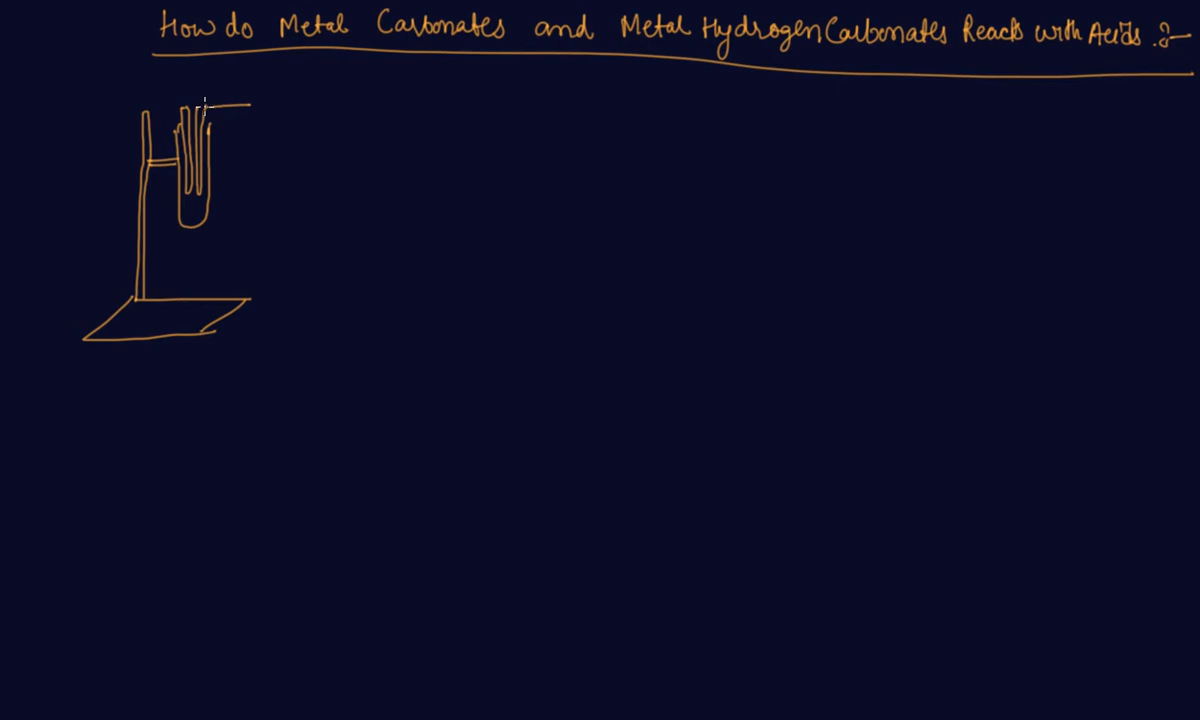 How do Metal Carbonates and Metal Hydrogen Carbonates Reacts with Acids :-